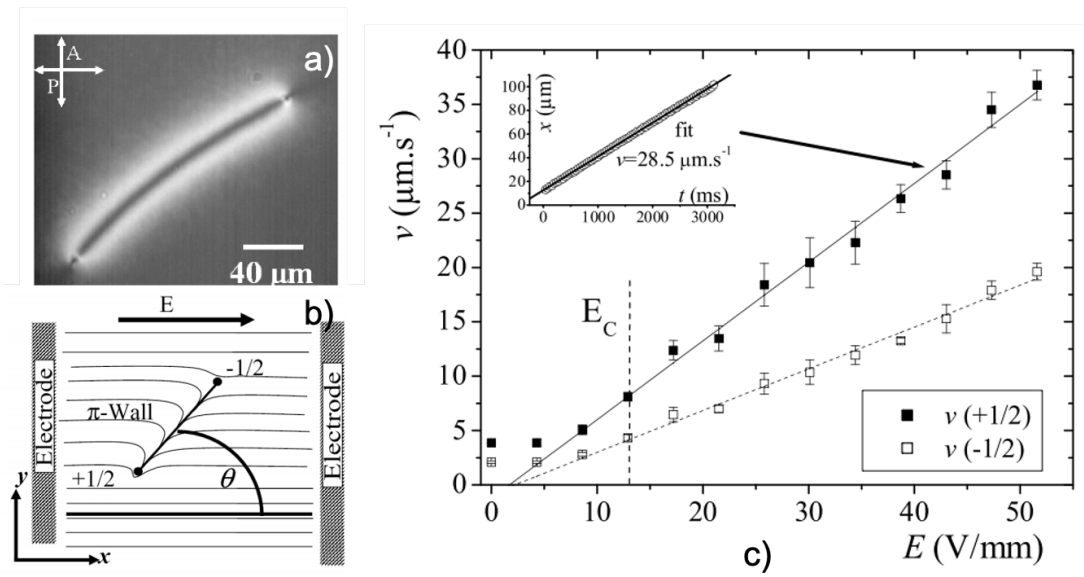 a)
A
P
40 μm
b)
E
Electrode
Electrode
-1/2
π-Wall
+1/2
θ
y
x
c)
v (μm.s⁻¹)
40
35
30
25
20
15
10
5
0
0 10 20 30 40 50
E (V/mm)
E_C
x (μm)
100
80
60
40
20
0
0 1000 2000 3000
t (ms)
fit
v=28.5 μm.s⁻¹
v (+1/2)
v (-1/2)